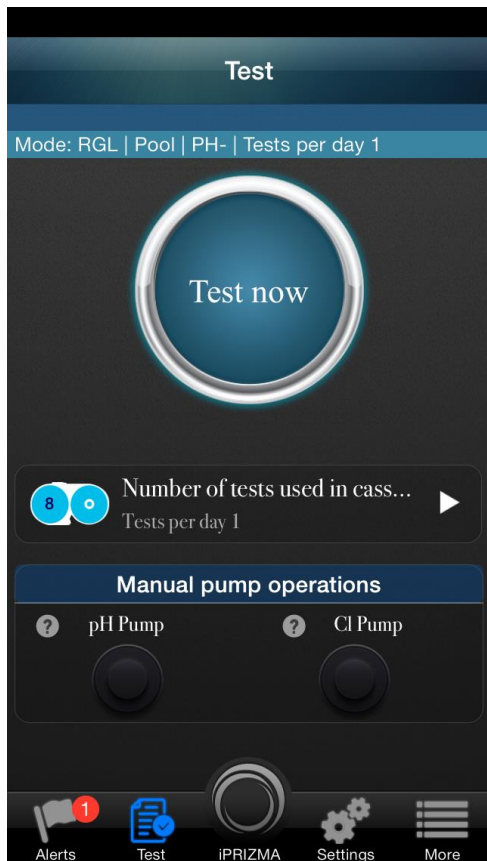 Test
Mode: RGL | Pool | PH- | Tests per day 1
Test now
8
Number of tests used in cass...
Tests per day 1
Manual pump operations
? pH Pump ? Cl Pump
1
Alerts Test iPRIZMA Settings More